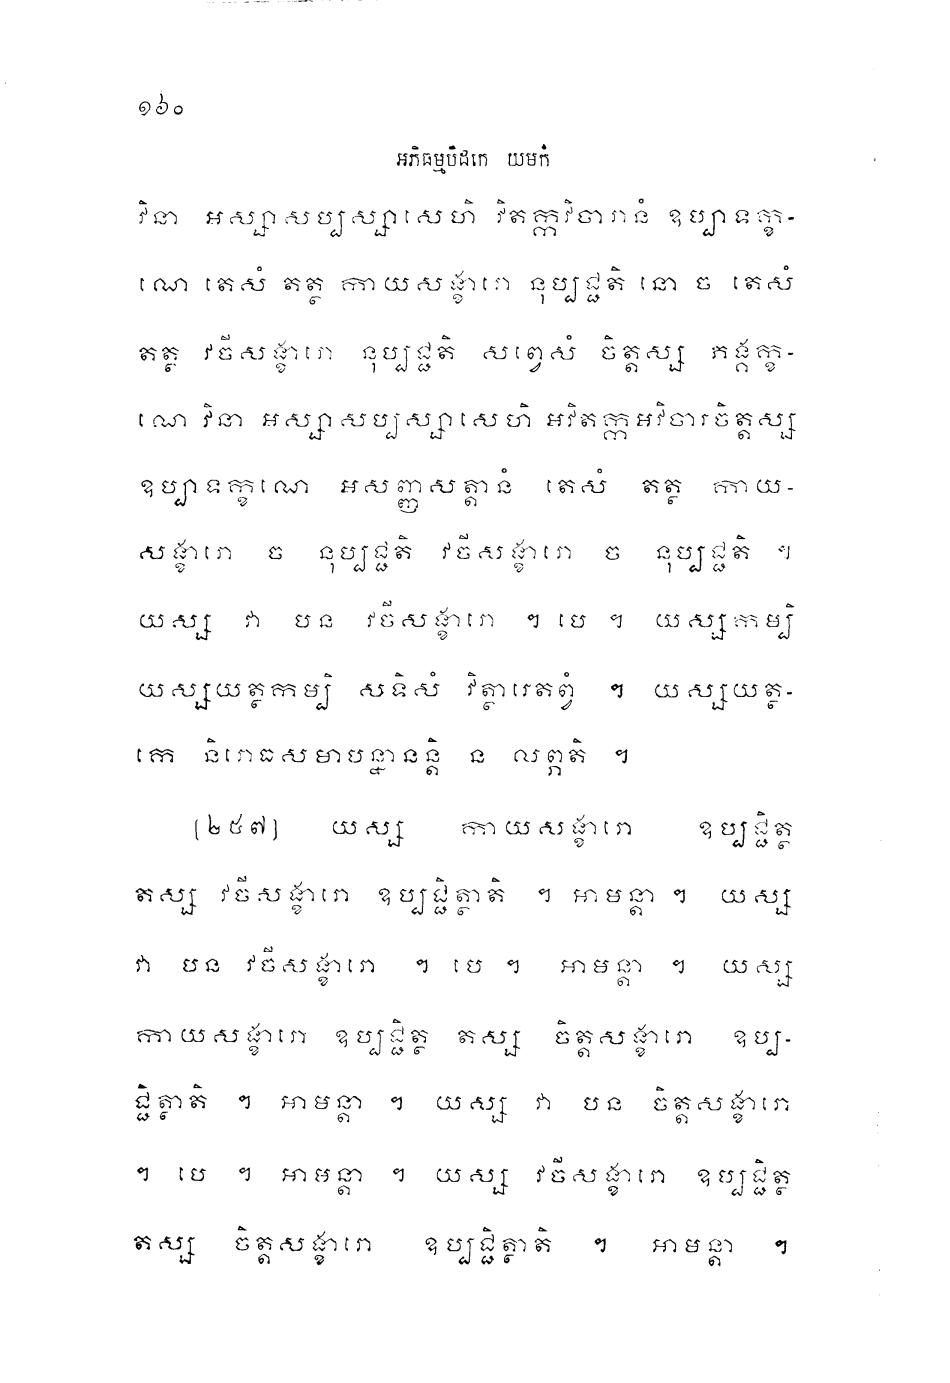 ១៦០
អភិធម្មបិដកេ យមកំ
វិនា អស្សាសប្បស្សាសេហិ វិតក្កវិចារានំ ឧប្បាទក្ខ-
ណេ តេសំ តត្ថ កាយសង្ខារោ នុប្បជ្ជតិ នោ ច តេសំ
តត្ថ វចីសង្ខារោ នុប្បជ្ជតិ សព្វេសំ ចិត្តស្ស ភង្គក្ខ-
ណេ វិនា អស្សាសប្បស្សាសេហិ អវិតក្កអវិចារចិត្តស្ស
ឧប្បាទក្ខណេ អសញ្ញសត្តានំ តេសំ តត្ថ កាយ-
សង្ខារោ ច នុប្បជ្ជតិ វចីសង្ខារោ ច នុប្បជ្ជតិ ។
យស្ស វា បន វចីសង្ខារោ ។ បេ ។ យស្សកម្បិ
យស្សយត្ថកម្បិ សទិសំ វិត្ថារេតព្វំ ។ យស្សយត្ថ-
កេ និរោធសមាបន្នានន្តិ ន លព្ភតិ ។
(២៥៧) យស្ស កាយសង្ខារោ ឧប្បជ្ជិត្ថ
តស្ស វចីសង្ខារោ ឧប្បជ្ជិត្ថាតិ ។ អាមន្តា ។ យស្ស
វា បន វចីសង្ខារោ ។ បេ ។ អាមន្តា ។ យស្ស
កាយសង្ខារោ ឧប្បជ្ជិត្ថ តស្ស ចិត្តសង្ខារោ ឧប្ប-
ជ្ជិត្ថាតិ ។ អាមន្តា ។ យស្ស វា បន ចិត្តសង្ខារោ
។ បេ ។ អាមន្តា ។ យស្ស វចីសង្ខារោ ឧប្បជ្ជិត្ថ
តស្ស ចិត្តសង្ខារោ ឧប្បជ្ជិត្ថាតិ ។ អាមន្តា ។